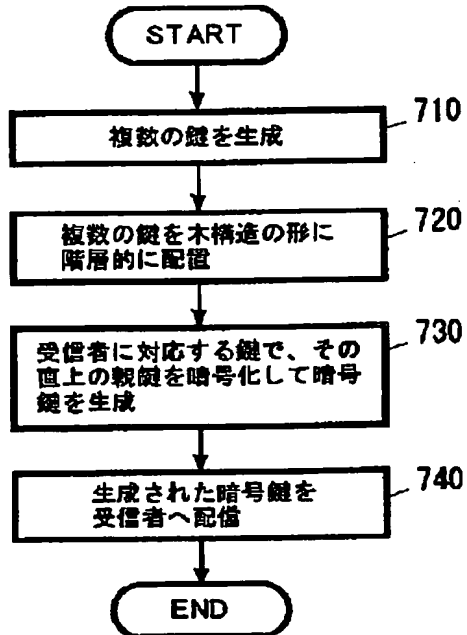 START
710
複数の鍵を生成
720
複数の鍵を木構造の形に
階層的に配置
730
受信者に対応する鍵で、その
直上の親鍵を暗号化して暗号
鍵を生成
740
生成された暗号鍵を
受信者へ配信
END